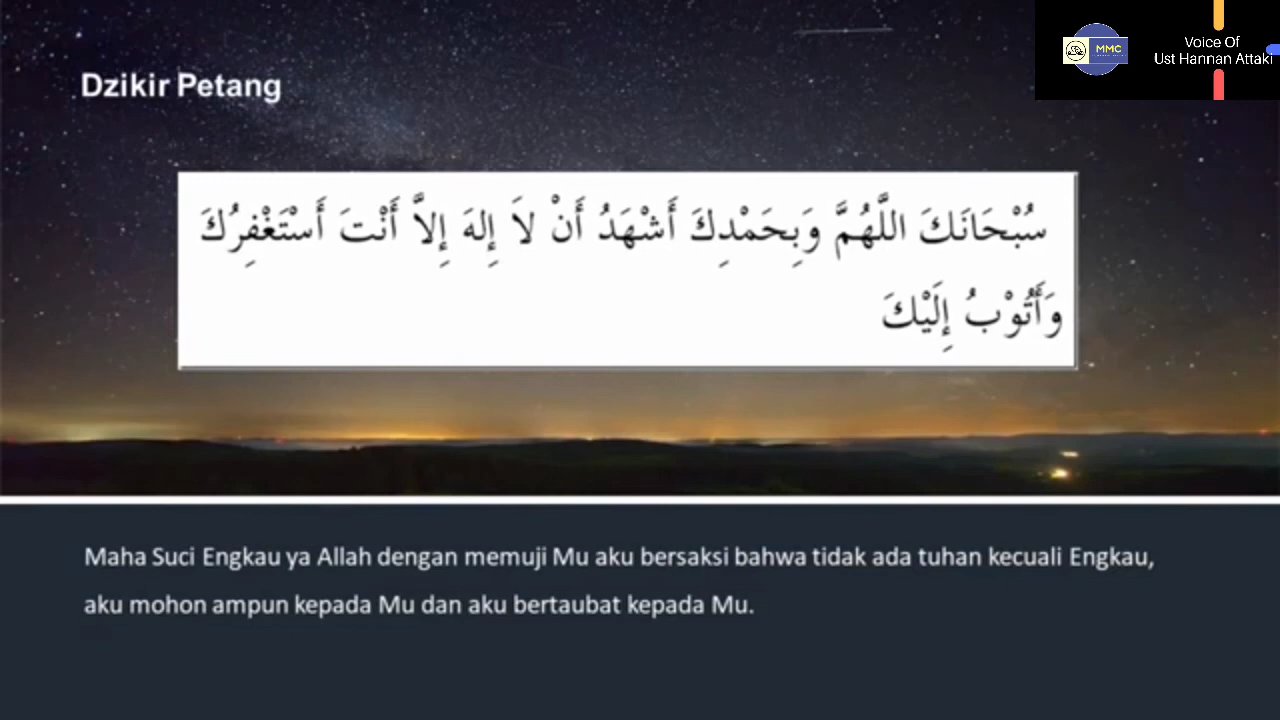 Dzikir Petang
MMC
Voice Of
Ust Hannan Attaki
سُبْحَانَكَ اللَّهُمَّ وَبِحَمْدِكَ أَشْهَدُ أَنْ لاَ إِلهَ إِلاَّ أَنْتَ أَسْتَغْفِرُكَ
وَأَتُوْبُ إِلَيْكَ
Maha Suci Engkau ya Allah dengan memuji Mu aku bersaksi bahwa tidak ada tuhan kecuali Engkau,
aku mohon ampun kepada Mu dan aku bertaubat kepada Mu.